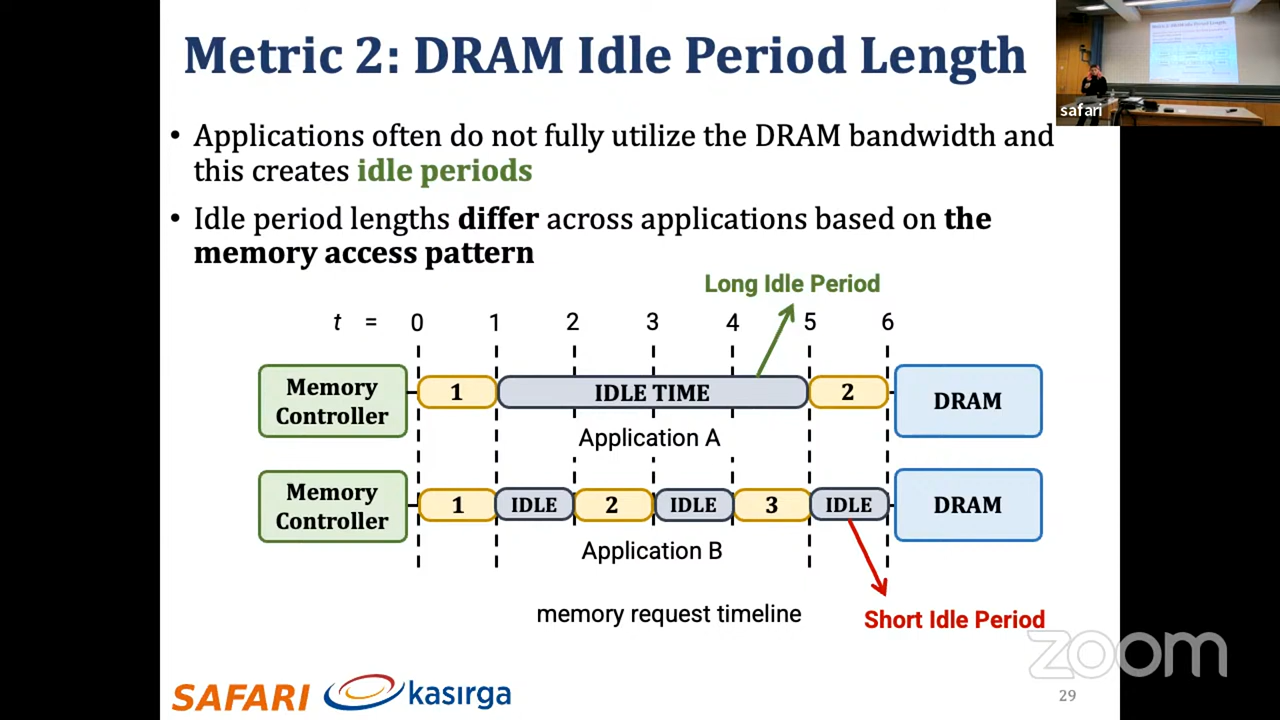 Metric 2: DRAM Idle Period Length
safari
• Applications often do not fully utilize the DRAM bandwidth and
this creates idle periods
• Idle period lengths differ across applications based on the
memory access pattern
Long Idle Period
t = 0 1 2 3 4 5 6
Memory
Controller
1 IDLE TIME 2 DRAM
Application A
Memory
Controller
1 IDLE 2 IDLE 3 IDLE DRAM
Application B
memory request timeline
Short Idle Period
zoom
SAFARI kasırga
29